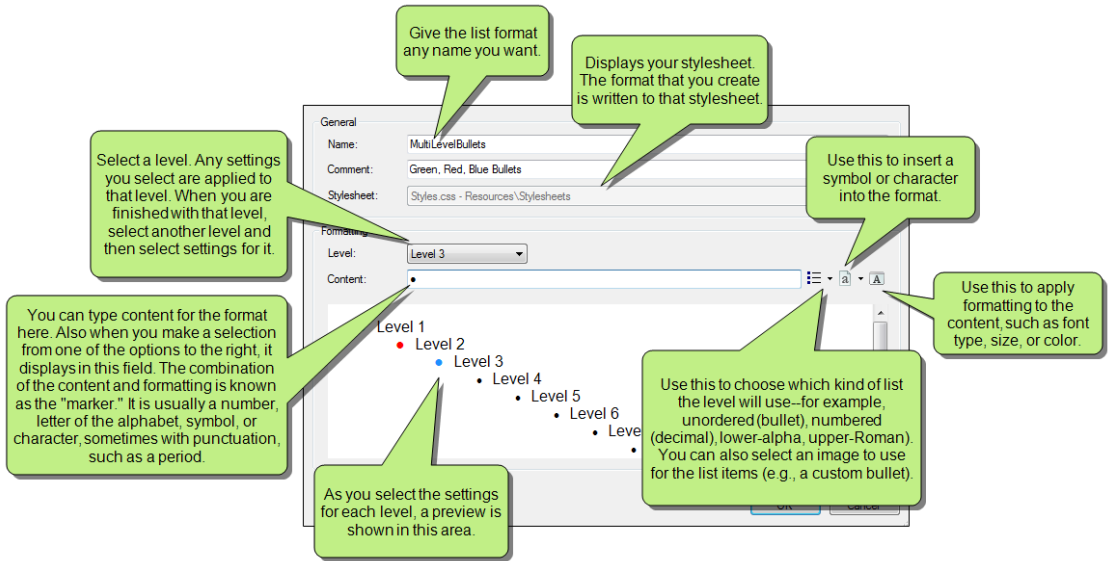 Give the list format
any name you want.
Displays your stylesheet.
The format that you create
is written to that stylesheet.
General
Name:
MultiLevelBullets
Comment:
Green, Red, Blue Bullets
Stylesheet:
Styles.css - Resources\Stylesheets
Select a level. Any settings
you select are applied to
that level. When you are
finished with that level,
select another level and
then select settings for it.
Use this to insert a
symbol or character
into the format.
Formatting
Level:
Level 3
Content:
•
a
A
You can type content for the format
here. Also when you make a selection
from one of the options to the right, it
displays in this field. The combination
of the content and formatting is known
as the "marker." It is usually a number,
letter of the alphabet, symbol, or
character, sometimes with punctuation,
such as a period.
Use this to apply
formatting to the
content, such as font
type, size, or color.
Level 1
• Level 2
• Level 3
• Level 4
• Level 5
• Level 6
• Leve
•
Use this to choose which kind of list
the level will use--for example,
unordered (bullet), numbered
(decimal), lower-alpha, upper-Roman).
You can also select an image to use
for the list items (e.g., a custom bullet).
As you select the settings
for each level, a preview is
shown in this area.
OK
Cancel